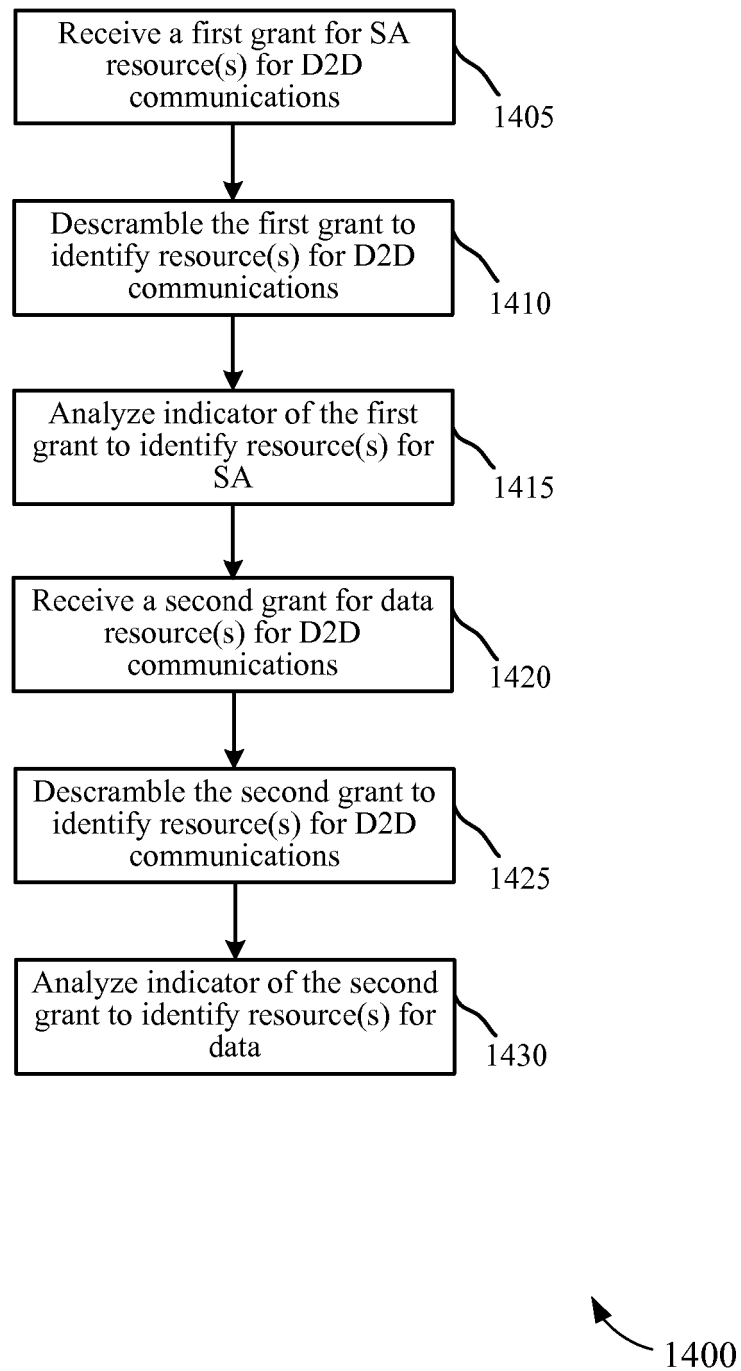 Receive a first grant for SA
resource(s) for D2D
communications
1405
Descramble the first grant to
identify resource(s) for D2D
communications
1410
Analyze indicator of the first
grant to identify resource(s) for
SA
1415
Receive a second grant for data
resource(s) for D2D
communications
1420
Descramble the second grant to
identify resource(s) for D2D
communications
1425
Analyze indicator of the second
grant to identify resource(s) for
data
1430
1400